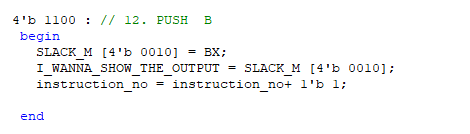 4'b 1100 : // 12. PUSH  B
begin
SLACK_M [4'b 0010] = BX;
I_WANNA_SHOW_THE_OUTPUT = SLACK_M [4'b 0010];
instruction_no = instruction_no+ 1'b 1;
end